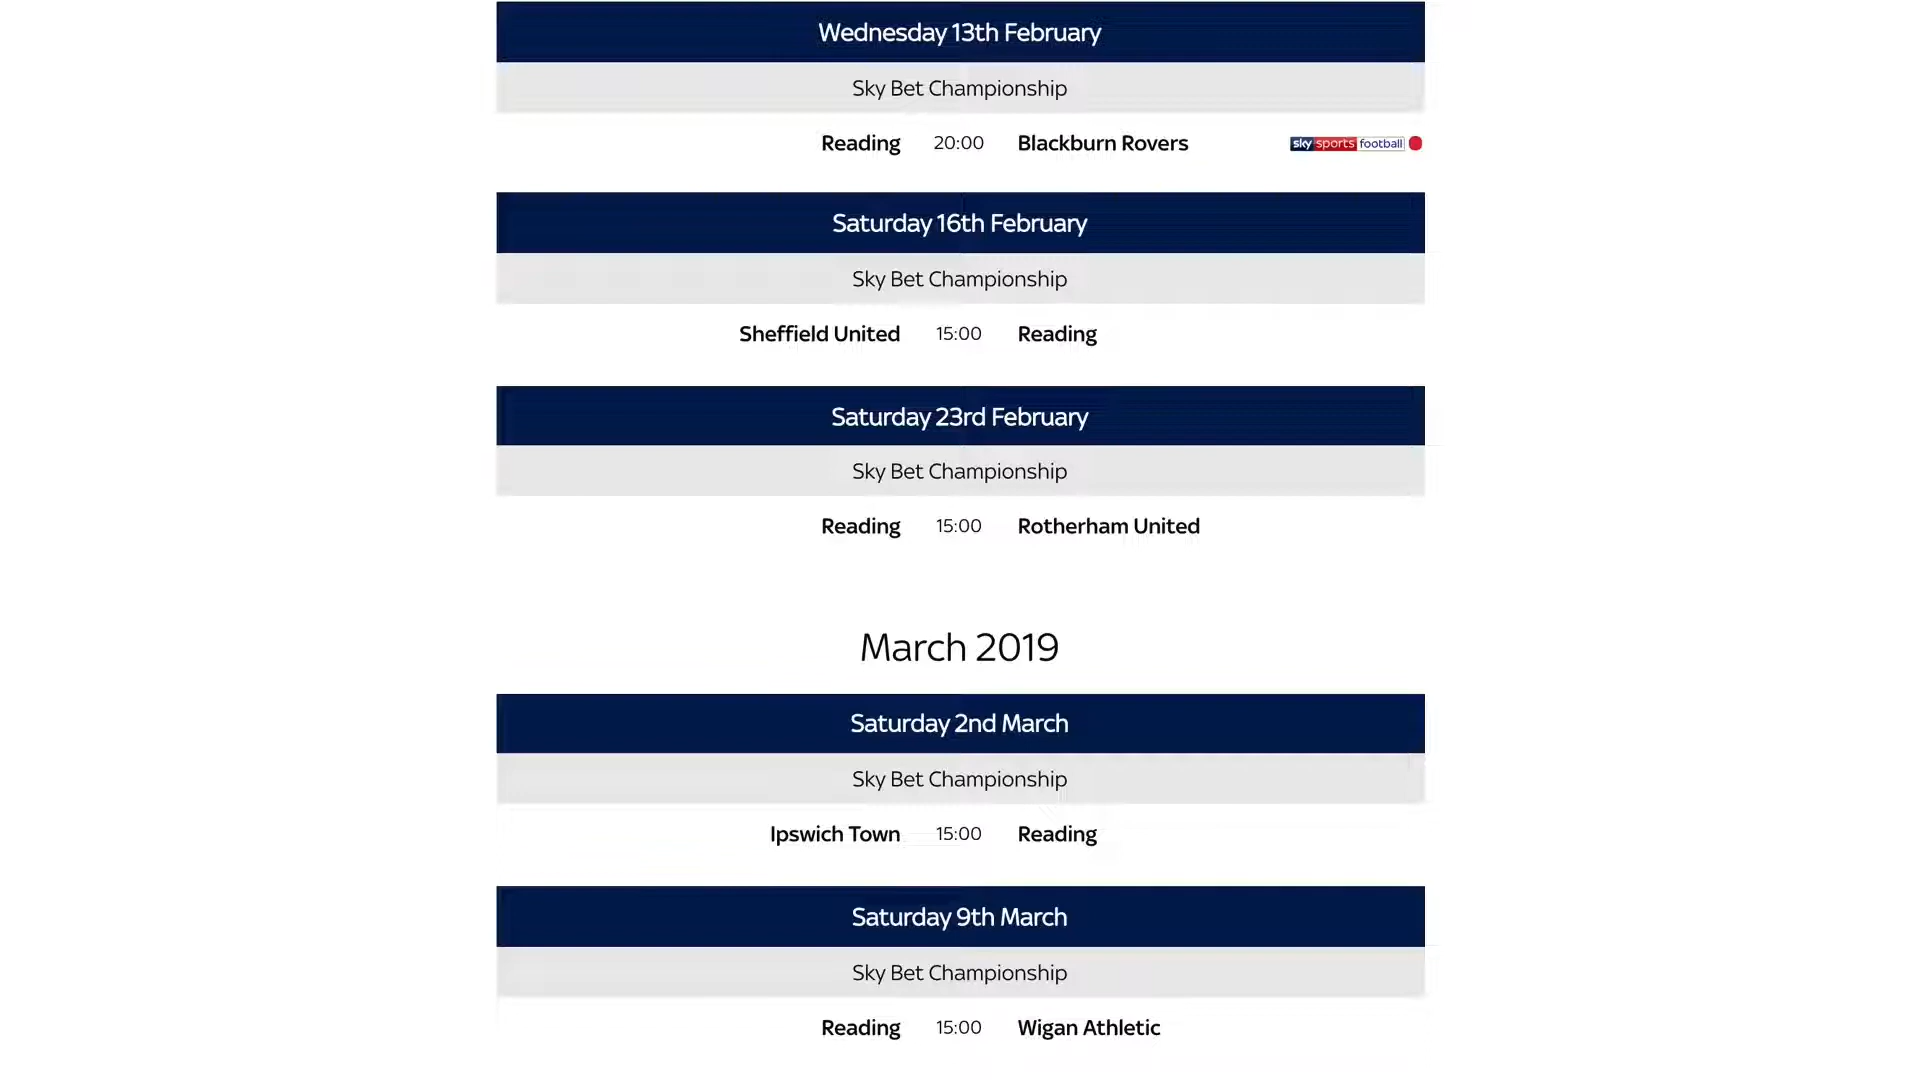 Wednesday 13th February
Sky Bet Championship
Reading 20:00 Blackburn Rovers sky sports football
Saturday 16th February
Sky Bet Championship
Sheffield United 15:00 Reading
Saturday 23rd February
Sky Bet Championship
Reading 15:00 Rotherham United
March 2019
Saturday 2nd March
Sky Bet Championship
Ipswich Town 15:00 Reading
Saturday 9th March
Sky Bet Championship
Reading 15:00 Wigan Athletic